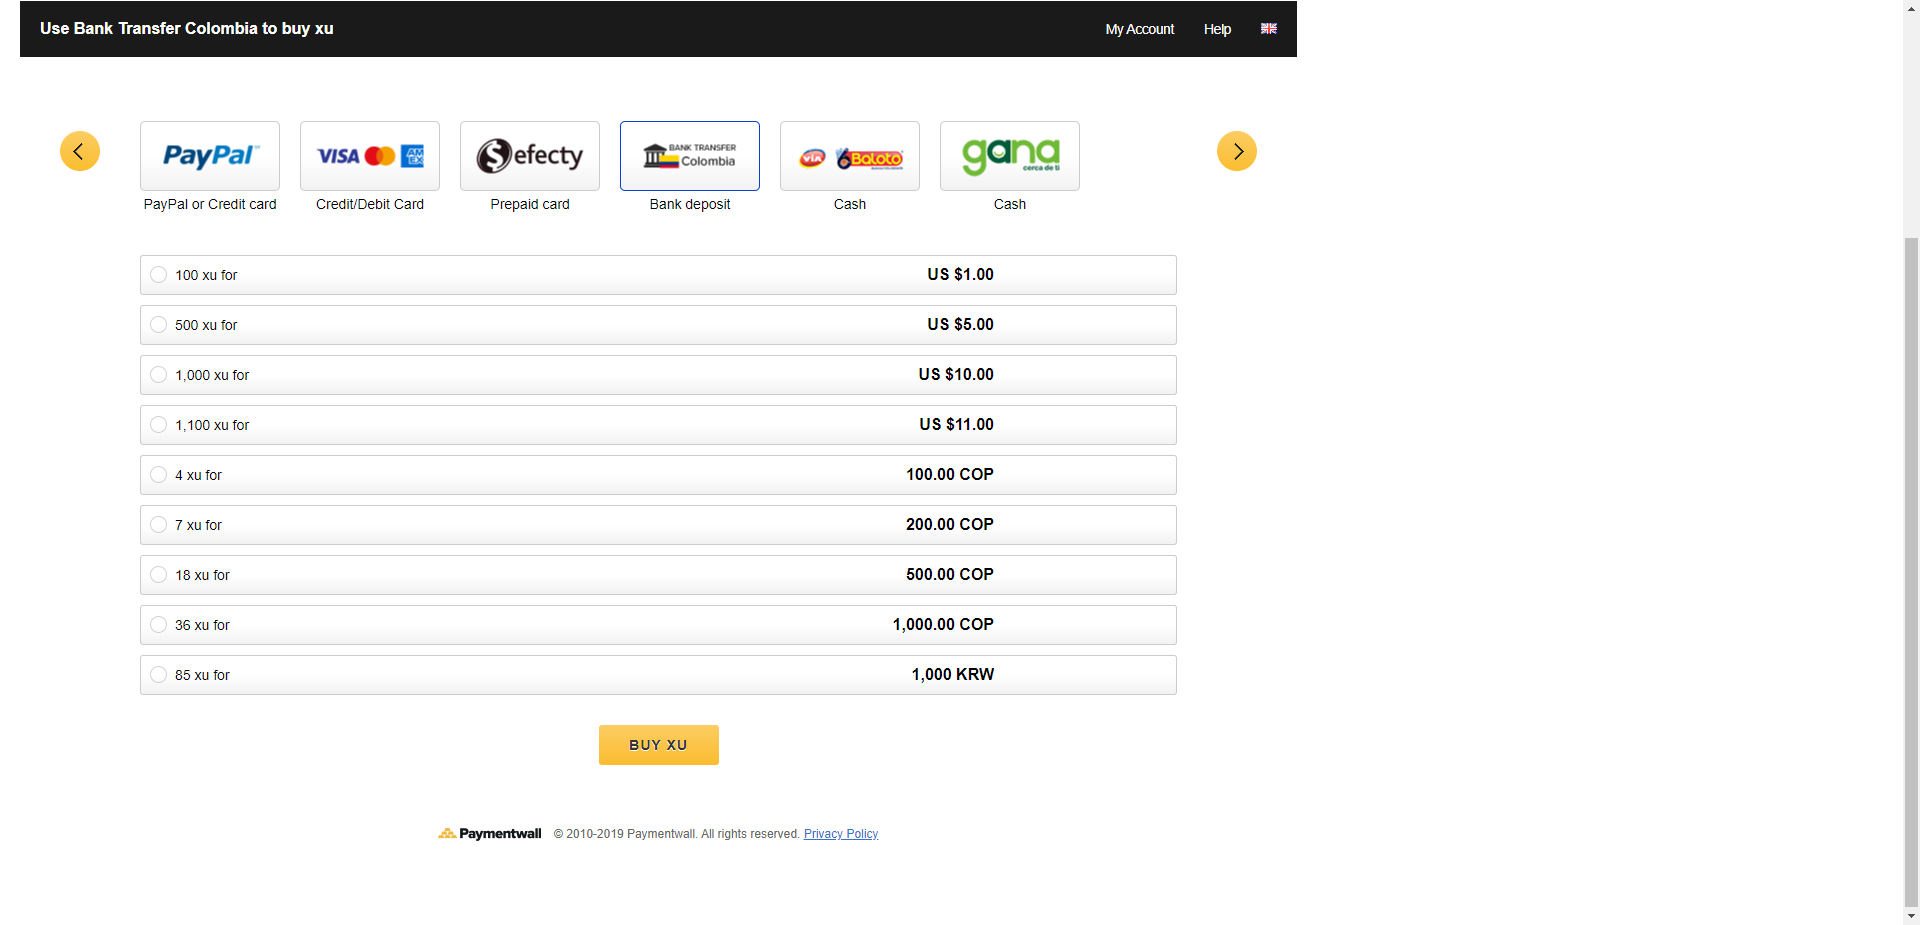 Use Bank Transfer Colombia to buy xu
My Account Help
PayPal™
VISA AM EX
efecty
BANK TRANSFER
Colombia
VIA Baloto
gana
cerca de ti
PayPal or Credit card
Credit/Debit Card
Prepaid card
Bank deposit
Cash
Cash
100 xu for US $1.00
500 xu for US $5.00
1,000 xu for US $10.00
1,100 xu for US $11.00
4 xu for 100.00 COP
7 xu for 200.00 COP
18 xu for 500.00 COP
36 xu for 1,000.00 COP
85 xu for 1,000 KRW
BUY XU
Paymentwall © 2010-2019 Paymentwall. All rights reserved. Privacy Policy